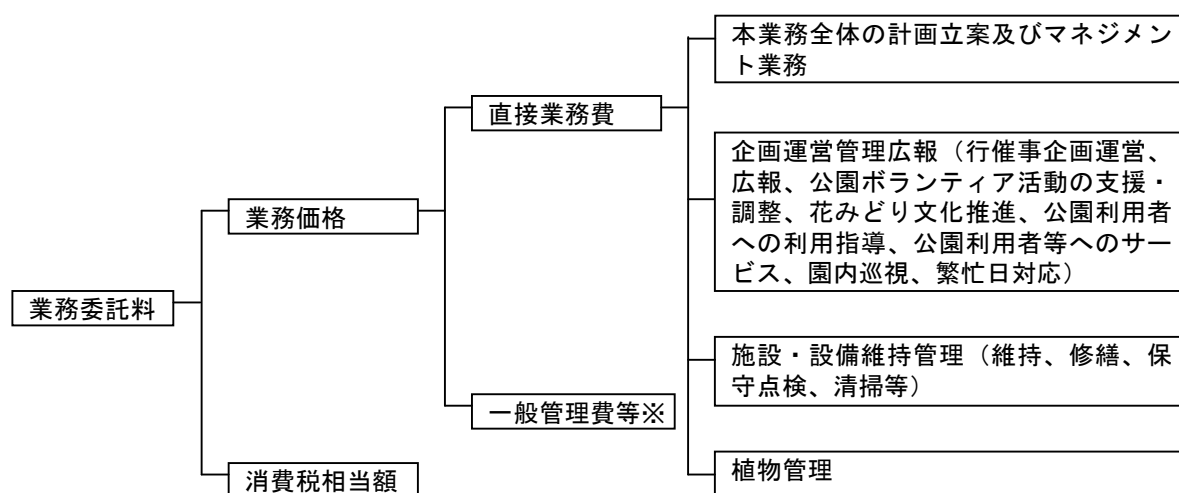 本業務全体の計画立案及びマネジメン
ト業務
直接業務費
企画運営管理広報（行催事企画運営、
広報、公園ボランティア活動の支援・
調整、花みどり文化推進、公園利用者
への利用指導、公園利用者等へのサー
ビス、園内巡視、繁忙日対応）
業務価格
業務委託料
施設・設備維持管理（維持、修繕、保
守点検、清掃等）
一般管理費等※
植物管理
消費税相当額